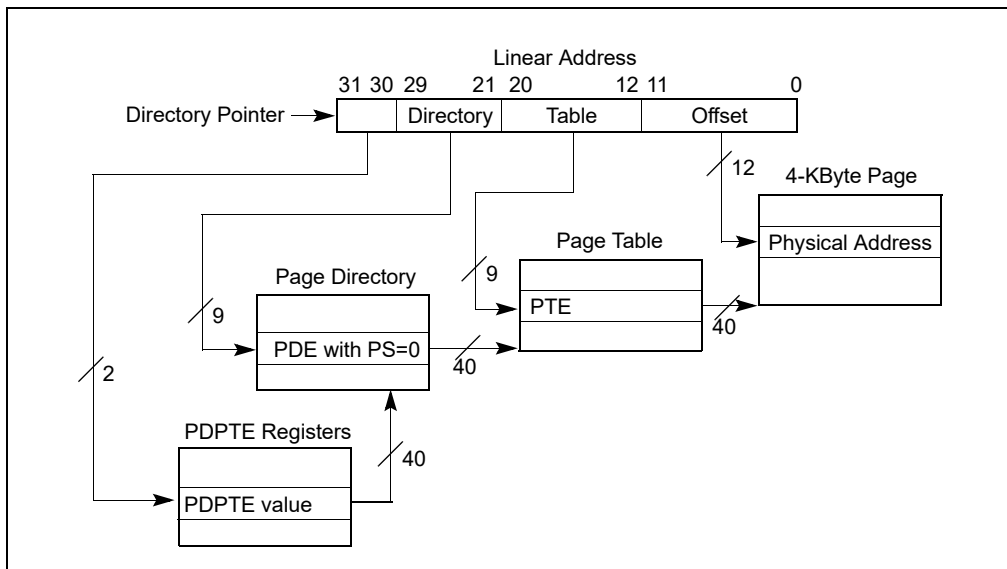 Linear Address
31 30 29 21 20 12 11 0
Directory Pointer Directory Table Offset
12
4-KByte Page
Physical Address
Page Table
9
PTE
40
Page Directory
9
PDE with PS=0
40
2
PDPTE Registers
40
PDPTE value